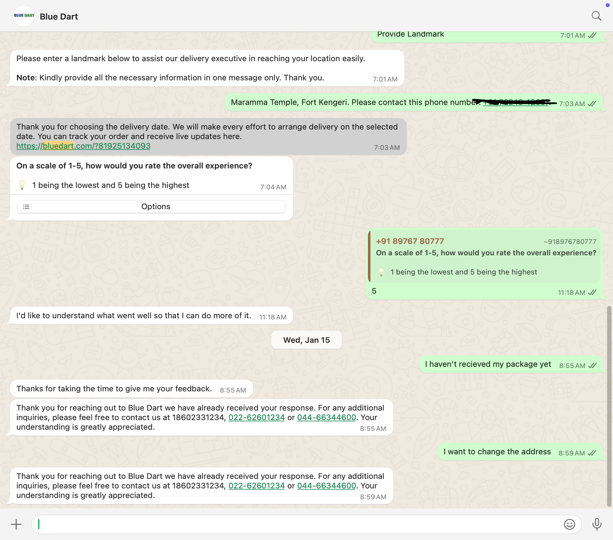 BLUE DART
Blue Dart
Provide Landmark
7:01 AM
Please enter a landmark below to assist our delivery executive in reaching your location easily.
Note: Kindly provide all the necessary information in one message only. Thank you.
7:01 AM
Maramma Temple, Fort Kengeri. Please contact this phone number
7:03 AM
Thank you for choosing the delivery date. We will make every effort to arrange delivery on the selected
date. You can track your order and receive live updates here.
https://bluedart.com/?81925134093
7:03 AM
On a scale of 1-5, how would you rate the overall experience?
1 being the lowest and 5 being the highest
7:04 AM
Options
+91 89767 80777
~918976780777
On a scale of 1-5, how would you rate the overall experience?
1 being the lowest and 5 being the highest
5
11:18 AM
I'd like to understand what went well so that I can do more of it.
11:18 AM
Wed, Jan 15
I haven't recieved my package yet
8:55 AM
Thanks for taking the time to give me your feedback.
8:55 AM
Thank you for reaching out to Blue Dart we have already received your response. For any additional
inquiries, please feel free to contact us at 18602331234, 022-62601234 or 044-66344600. Your
understanding is greatly appreciated.
8:55 AM
I want to change the address
8:59 AM
Thank you for reaching out to Blue Dart we have already received your response. For any additional
inquiries, please feel free to contact us at 18602331234, 022-62601234 or 044-66344600. Your
understanding is greatly appreciated.
8:59 AM